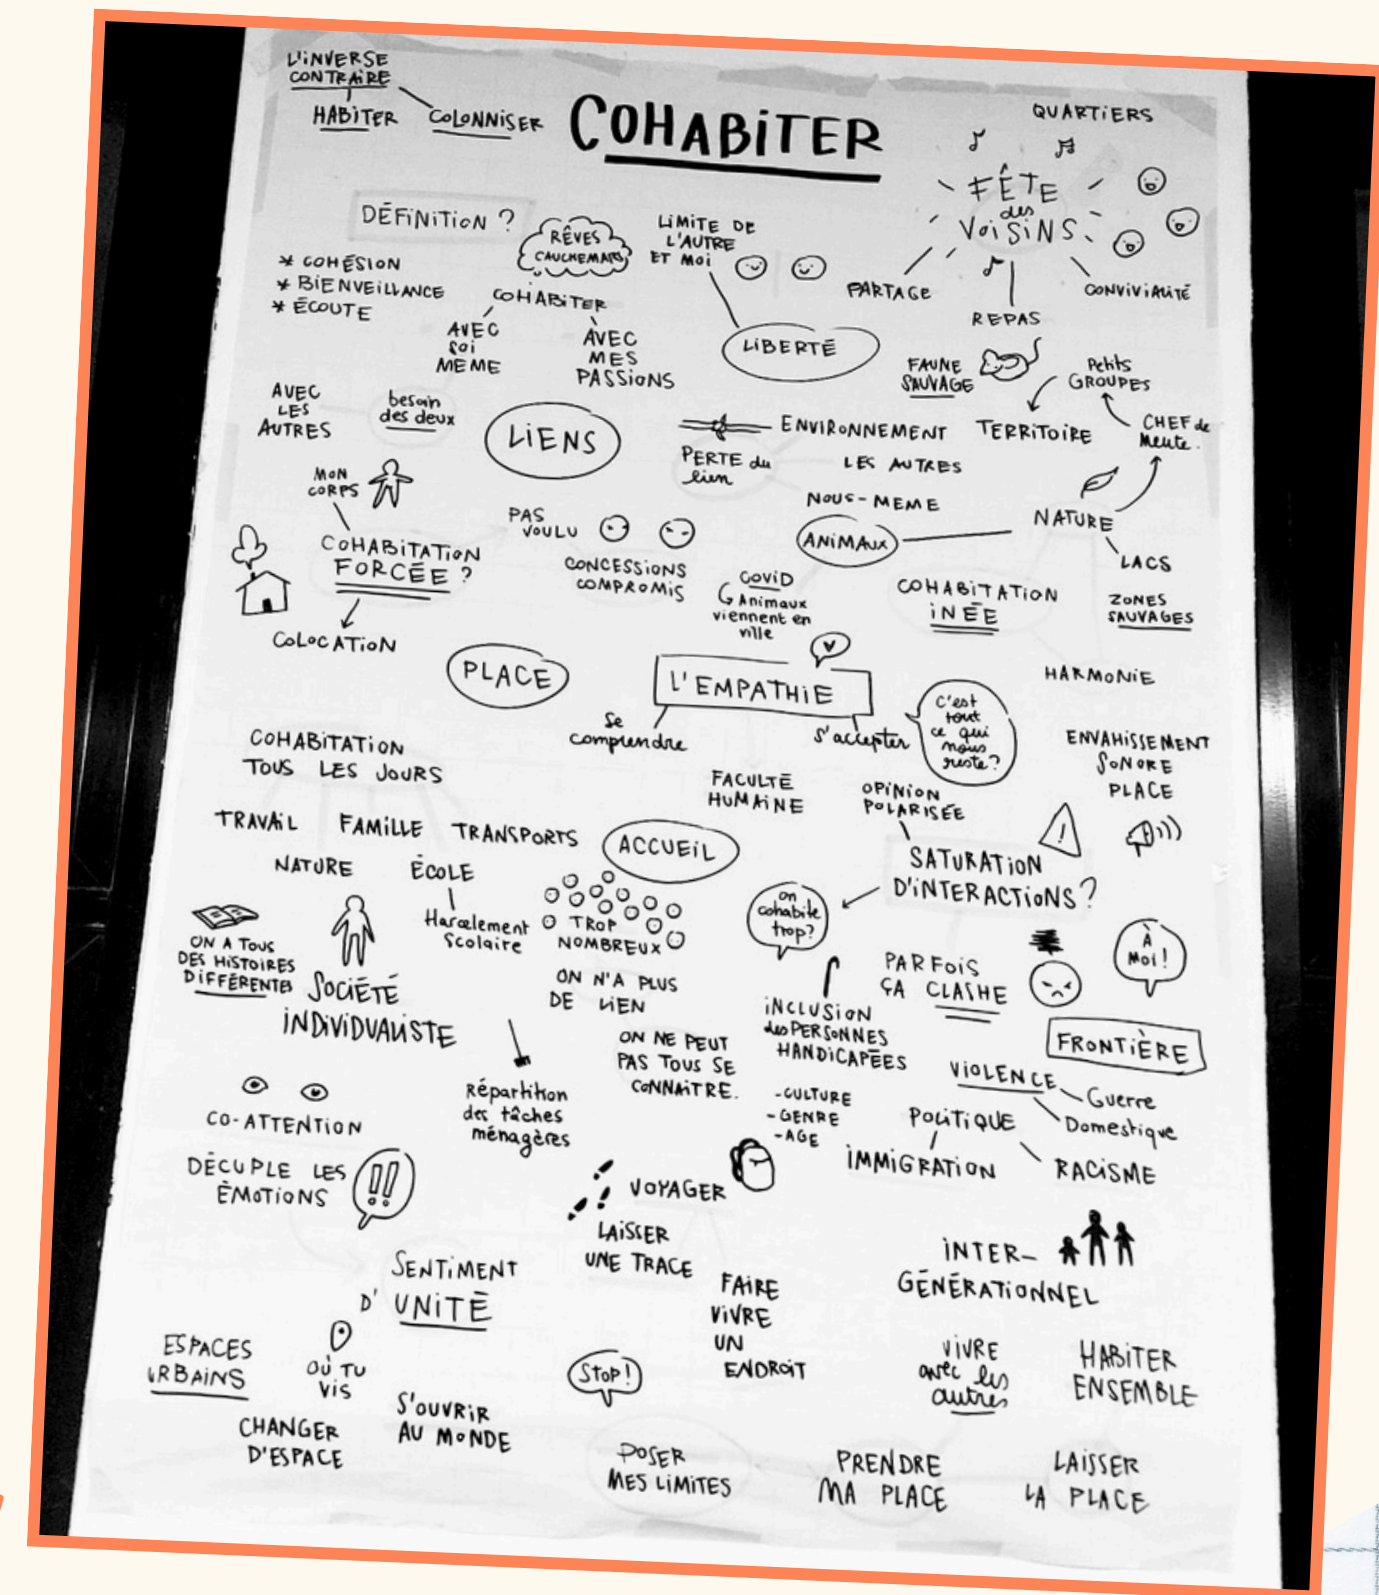 L'INVERSE
CONTRAIRE
HABITER
COLONNISER
COHABITER
QUARTIERS
FÊTE
des
VOISINS
PARTAGE
REPAS
CONVIVIALITÉ
DÉFINITION ?
* COHÉSION
* BIENVEILLANCE
* ÉCOUTE
RÊVES
CAUCHEMARS
COHABITER
AVEC
SOI
MEME
AVEC
MES
PASSIONS
LIMITE DE
L'AUTRE
ET MOI
LIBERTÉ
FAUNE
SAUVAGE
Petits
GROUPES
TERRITOIRE
CHEF de
Meute.
AVEC
LES
AUTRES
besoin
des deux
LIENS
ENVIRONNEMENT
PERTE du
lien
LES AUTRES
NOUS-MEME
ANIMAUX
NATURE
LACS
ZONES
SAUVAGES
MON
CORPS
COHABITATION
FORCÉE ?
COLOCATION
PAS
VOULU
CONCESSIONS
COMPROMIS
COVID
Animaux
viennent en
ville
COHABITATION
INÉE
HARMONIE
PLACE
L'EMPATHIE
Se
comprendre
s'accepter
C'est
tout
ce qui
nous
reste?
ENVAHISSEMENT
SONORE
PLACE
COHABITATION
TOUS LES JOURS
FACULTÉ
HUMAINE
OPINION
POLARISÉE
TRAVAIL
FAMILLE
TRANSPORTS
NATURE
ÉCOLE
Harcelement
Scolaire
ACCUEIL
SATURATION
D'INTERACTIONS?
on
cohabite
trop?
TROP
NOMBREUX
ON A TOUS
DES HISTOIRES
DIFFÉRENTES
SOCIÉTÉ
INDIVIDUALISTE
ON N'A PLUS
DE LIEN
PARFOIS
ÇA CLASHE
À
MOI !
INCLUSION
des PERSONNES
HANDICAPÉES
-CULTURE
-GENRE
-AGE
FRONTIÈRE
ON NE PEUT
PAS TOUS SE
CONNAITRE.
VIOLENCE
Guerre
Domestique
POLITIQUE
IMMIGRATION
RACISME
Répartition
des tâches
ménagères
CO-ATTENTION
DÉCUPLE LES
ÉMOTIONS
!!
VOYAGER
LAISSER
UNE TRACE
FAIRE
VIVRE
UN
ENDROIT
INTER-
GÉNÉRATIONNEL
SENTIMENT
D' UNITÉ
ESPACES
URBAINS
OÙ TU
VIS
CHANGER
D'ESPACE
S'OUVRIR
AU MONDE
STOP!
POSER
MES LIMITES
VIVRE
avec les
autres
HABITER
ENSEMBLE
PRENDRE
MA PLACE
LAISSER
LA PLACE